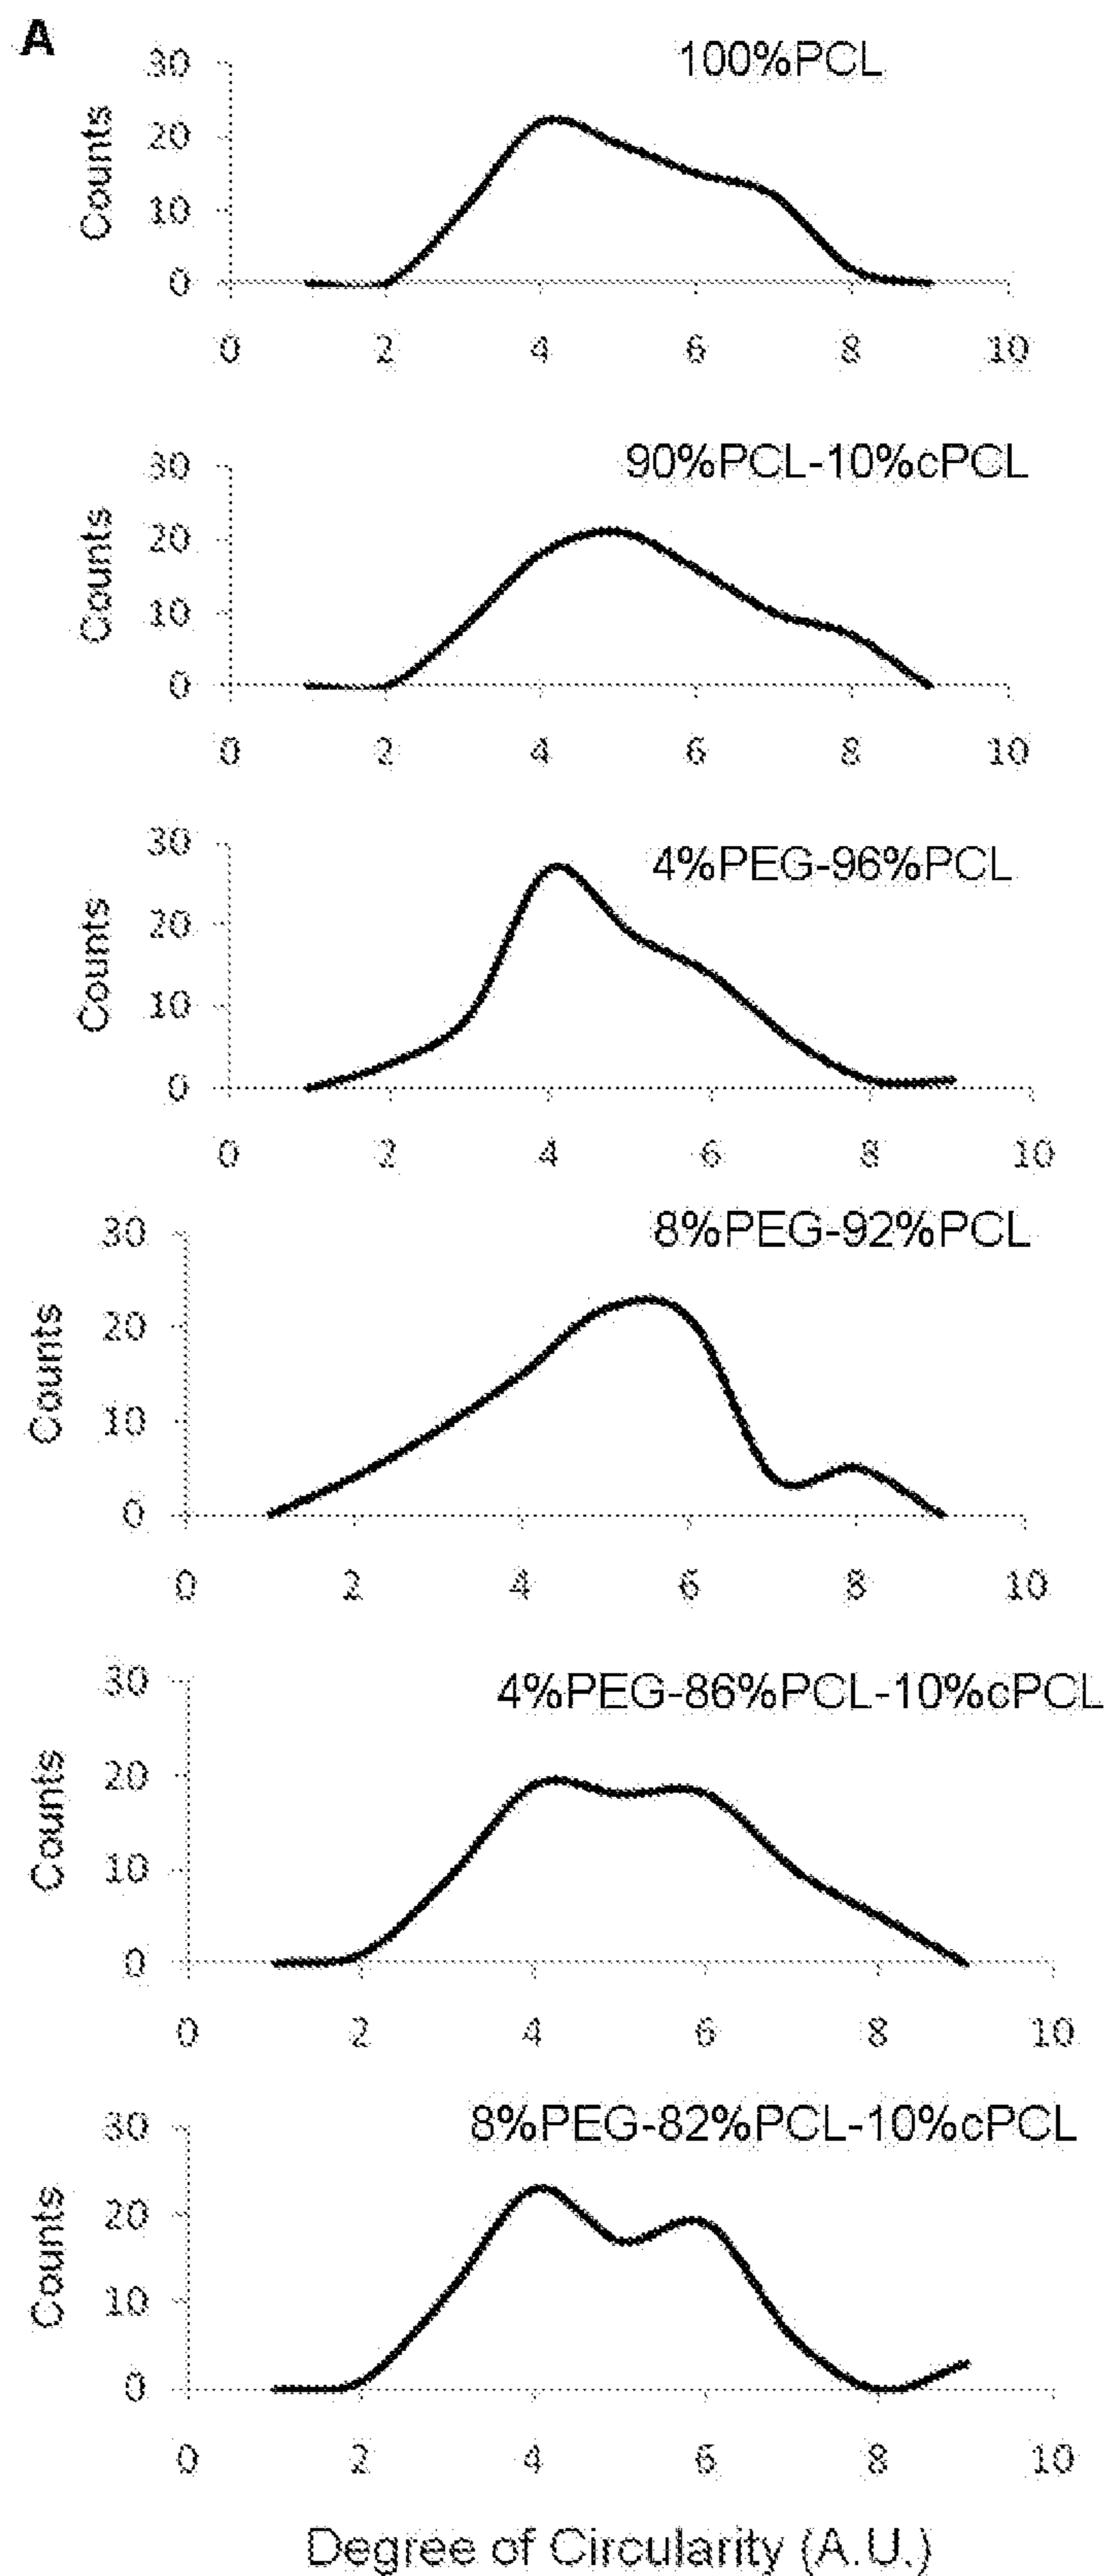 A
100%PCL
30
20
10
0
Counts
0 2 4 6 8 10
90%PCL-10%cPCL
30
20
10
0
Counts
0 2 4 6 8 10
4%PEG-96%PCL
30
20
10
0
Counts
0 2 4 6 8 10
8%PEG-92%PCL
30
20
10
0
Counts
0 2 4 6 8 10
4%PEG-86%PCL-10%cPCL
30
20
10
0
Counts
0 2 4 6 8 10
8%PEG-82%PCL-10%cPCL
30
20
10
0
Counts
0 2 4 6 8 10
Degree of Circularity (A.U.)